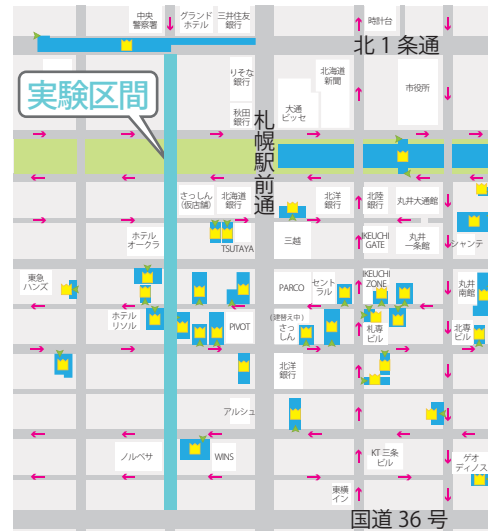 中央
警察署
グランド
ホテル
三井住友
銀行
時計台
北1条通
りそな
銀行
北海道
新聞
市役所
実験区間
秋田
銀行
大通
ビッセ
札幌駅前通
さっしん
(仮店舗)
北海道
銀行
北洋
銀行
北陸
銀行
丸井大通館
ホテル
オークラ
TSUTAYA
三越
IKEUCHI
GATE
丸井
一条館
シャンテ
東急
ハンズ
PARCO
セント
ラル
IKEUCHI
ZONE
丸井
南館
ホテル
リソル
PIVOT
(建替え中)
さっ
しん
札専
ビル
北専
ビル
北洋
銀行
アルシュ
ノルベサ
WINS
KT三条
ビル
ゲオ
ディノス
東横
イン
国道36号